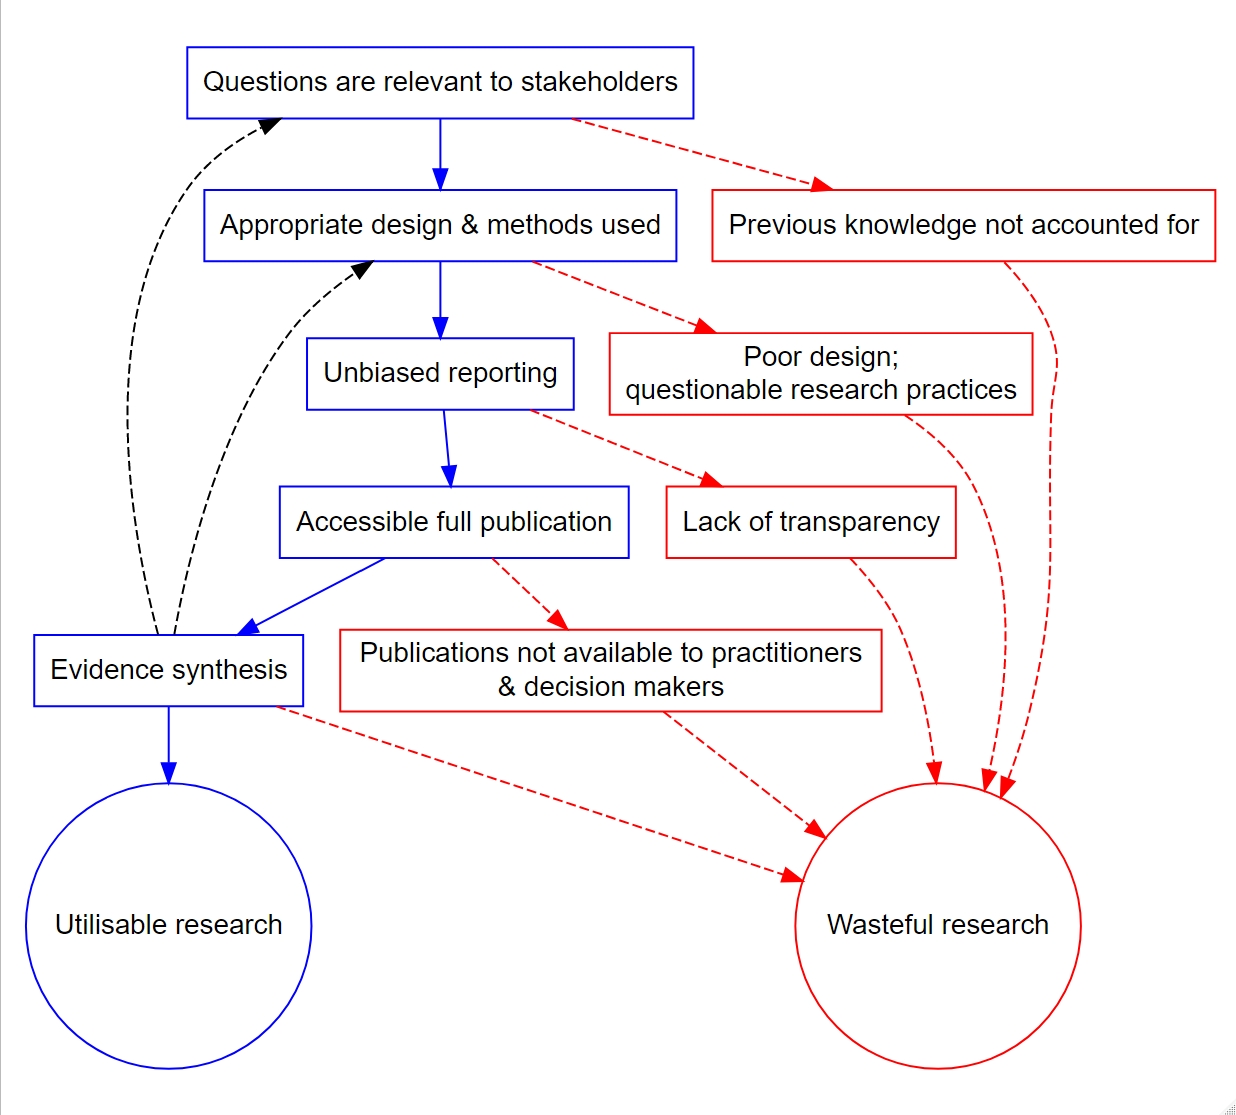 Questions are relevant to stakeholders
Appropriate design & methods used
Previous knowledge not accounted for
Unbiased reporting
Poor design;
questionable research practices
Accessible full publication
Lack of transparency
Evidence synthesis
Publications not available to practitioners
& decision makers
Utilisable research
Wasteful research